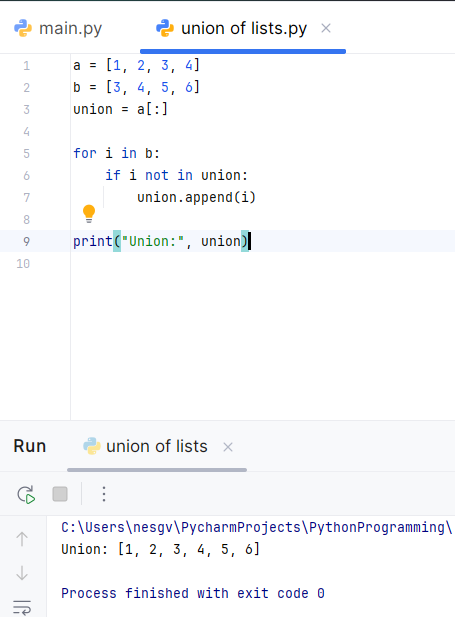 main.py union of lists.py
1 a = [1, 2, 3, 4]
2 b = [3, 4, 5, 6]
3 union = a[:]
4
5 for i in b:
6     if i not in union:
7         union.append(i)
8
9 print("Union:", union)
10
Run union of lists
C:\Users\nesgv\PycharmProjects\PythonProgramming\
Union: [1, 2, 3, 4, 5, 6]
Process finished with exit code 0